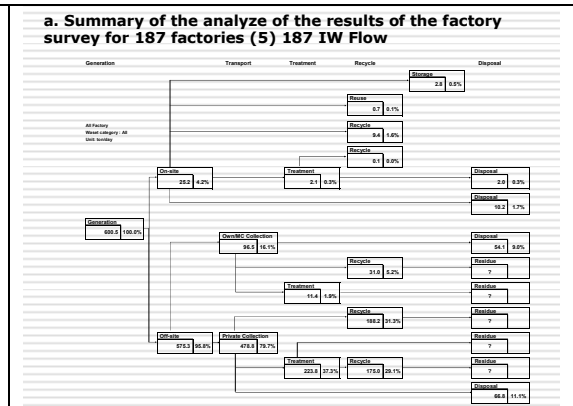 a. Summary of the analyze of the results of the factory
survey for 187 factories (5) 187 IW Flow
Generation Transport Treatment Recycle Disposal
Storage
2.8 0.5%
Reuse
0.7 0.1%
All Factory
Waset category : All
Unit: ton/day
Recycle
9.4 1.6%
Recycle
0.1 0.0%
On-site Treatment Disposal
25.2 4.2% 2.1 0.3% 2.0 0.3%
Disposal
10.2 1.7%
Generation
600.5 100.0%
Own/MC Collection Disposal
96.5 16.1% 54.1 9.0%
Recycle Residue
31.0 5.2% ?
Treatment Residue
11.4 1.9% ?
Recycle Residue
188.2 31.3% ?
Off-site Private Collection Residue
575.3 95.8% 478.8 79.7% ?
Treatment Recycle Residue
223.8 37.3% 175.0 29.1% ?
Disposal
66.8 11.1%